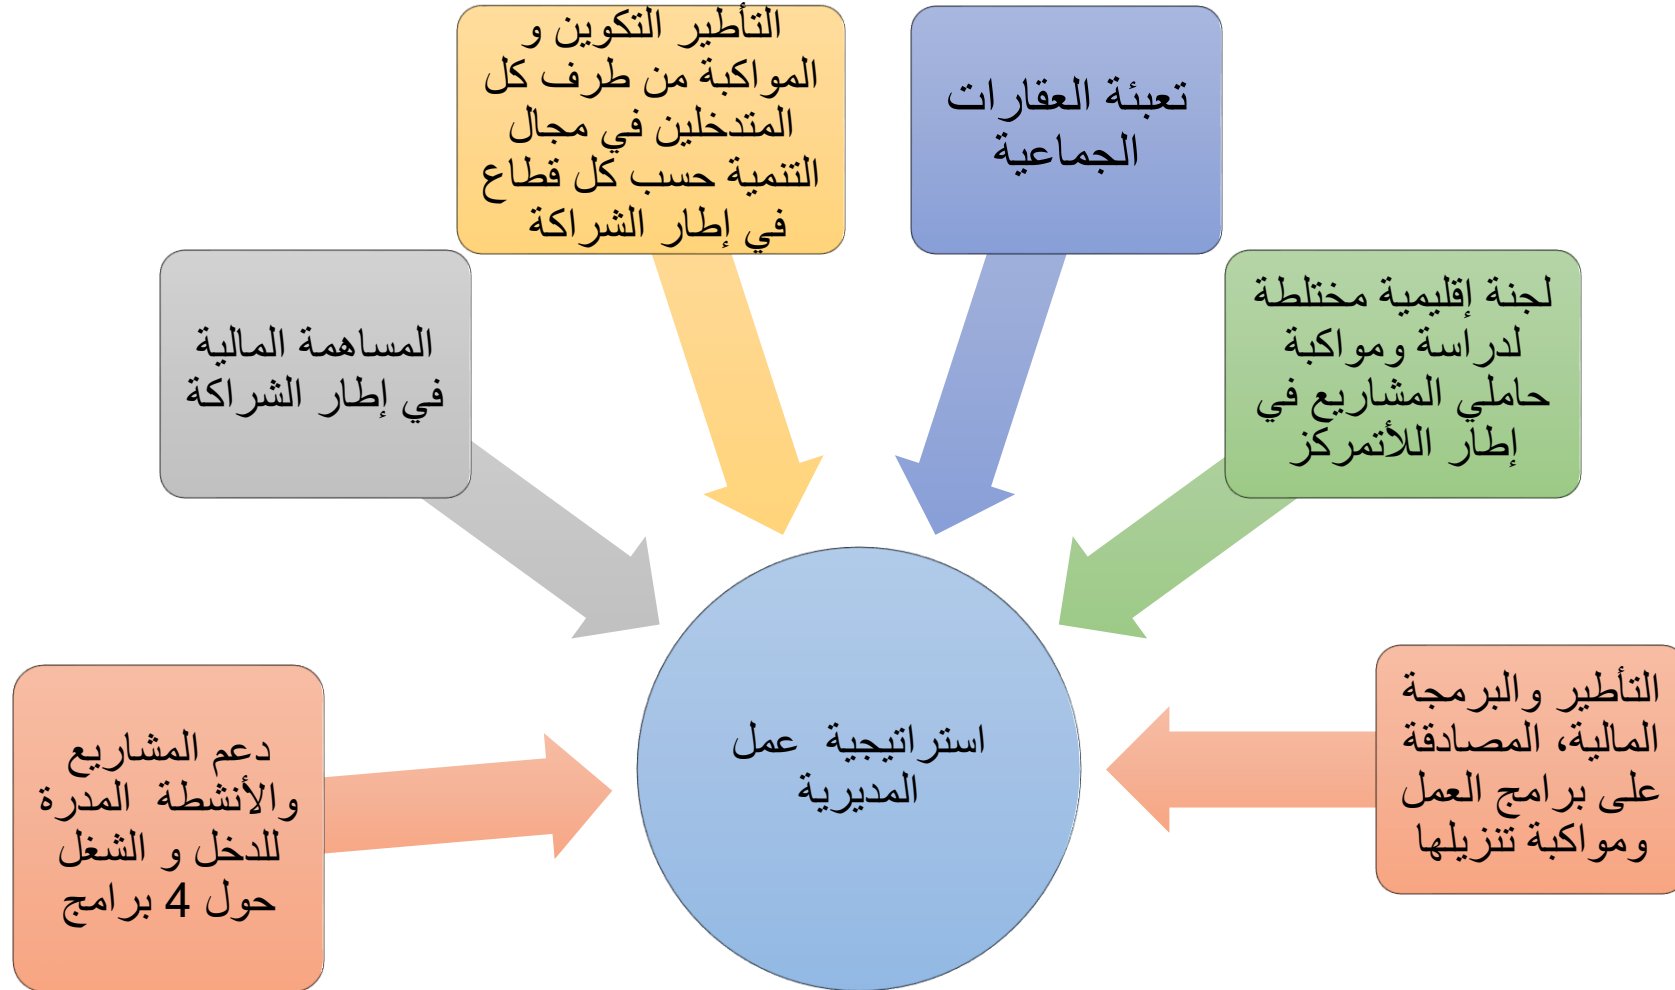 التأطير التكوين و
المواكبة من طرف كل
المتدخلين في مجال
التنمية حسب كل قطاع
في إطار الشراكة
تعبئة العقارات
الجماعية
لجنة إقليمية مختلطة
لدراسة ومواكبة
حاملي المشاريع في
إطار اللأتمركز
المساهمة المالية
في إطار الشراكة
التأطير والبرمجة
المالية، المصادقة
على برامج العمل
ومواكبة تنزيلها
استراتيجية عمل
المديرية
دعم المشاريع
والأنشطة المدرة
للدخل و الشغل
حول 4 برامج